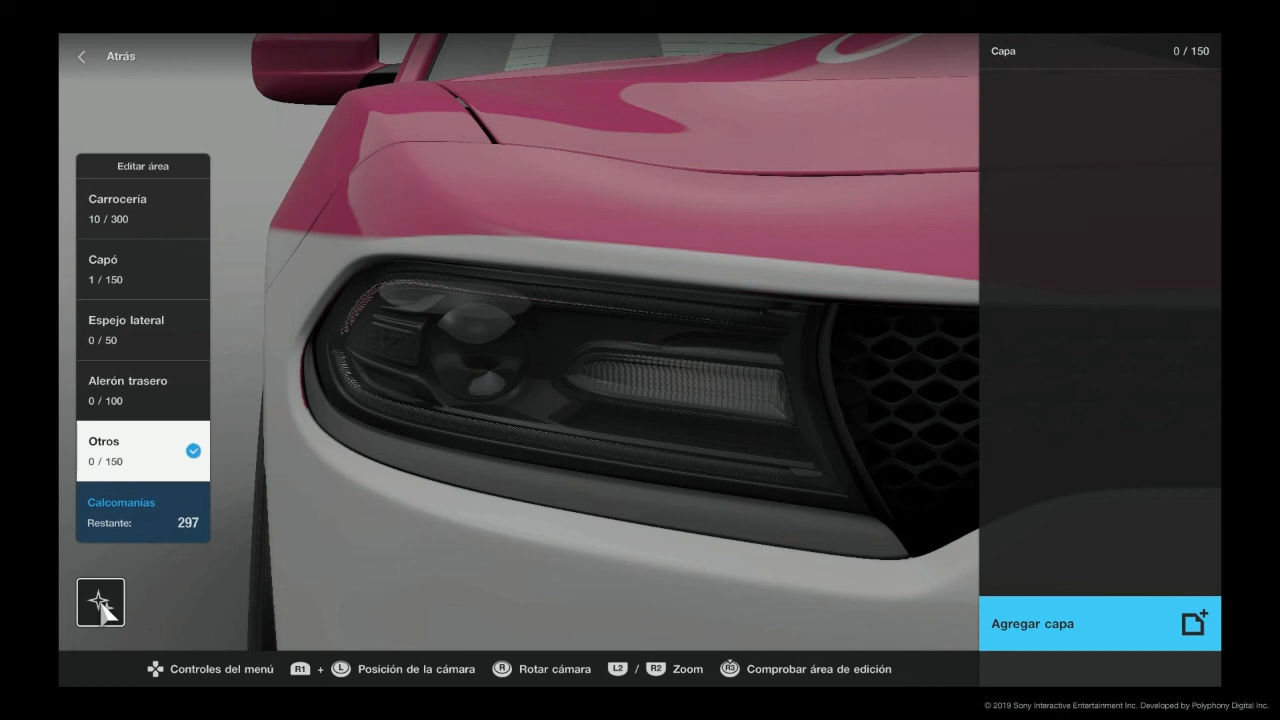 Atrás
Capa 0 / 150
Editar área
Carrocería
10 / 300
Capó
1 / 150
Espejo lateral
0 / 50
Alerón trasero
0 / 100
Otros
0 / 150
Calcomanías
Restante: 297
Agregar capa
Controles del menú R1 + L Posición de la cámara R Rotar cámara L2 / R2 Zoom R3 Comprobar área de edición
© 2019 Sony Interactive Entertainment Inc. Developed by Polyphony Digital Inc.